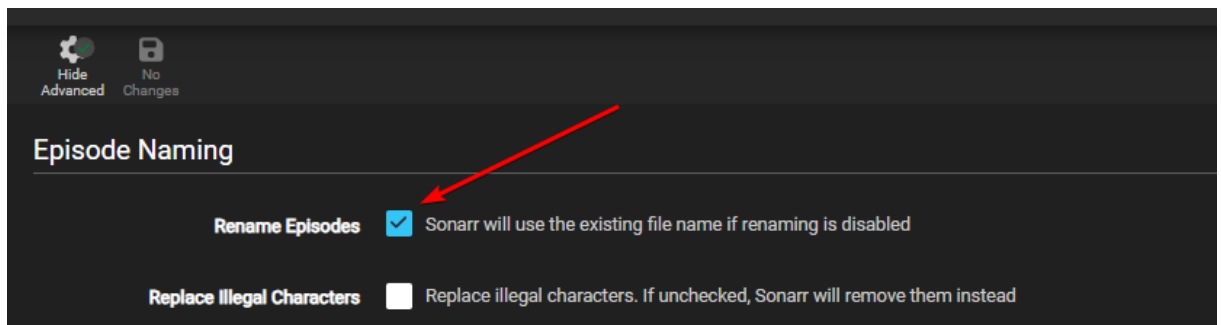 Hide
Advanced
No
Changes
Episode Naming
Rename Episodes Sonarr will use the existing file name if renaming is disabled
Replace Illegal Characters Replace illegal characters. If unchecked, Sonarr will remove them instead